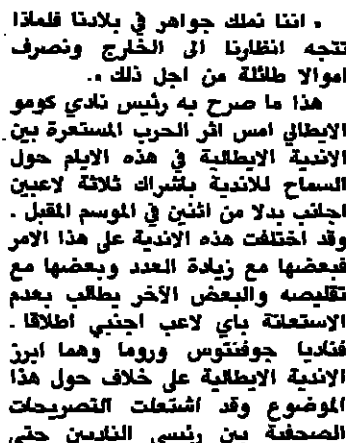 « اننا نملك جواهر في بلادنا فلماذا
تتجه انظارنا الى الخارج ونصرف
اموالا طائلة من اجل ذلك ».
هذا ما صرح به رئيس نادي كومو
الايطالي امس اثر الحرب المستعرة بين
الاندية الايطالية في هذه الايام حول
السماح للاندية باشراك ثلاثة لاعبين
اجانب بدلا من اثنين في الموسم المقبل .
وقد اختلفت هذه الاندية على هذا الامر
فبعضها مع زيادة العدد وبعضها مع
تقليصه والبعض الآخر يطالب بعدم
الاستعانة باي لاعب اجنبي اطلاقا .
فناديا جوفنتوس وروما وهما ابرز
الاندية الايطالية على خلاف حول هذا
الموضوع وقد اشتعلت التصريحات
الصحفية بين رئيسي الناديين حتى